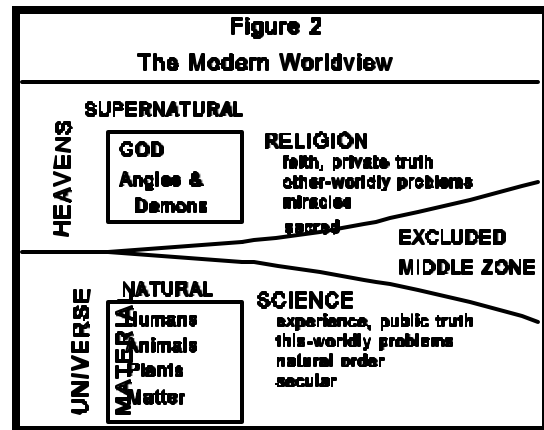 Figure 2
The Modern Worldview
HEAVENS
SUPERNATURAL
GOD
Angles &
Demons
RELIGION
faith, private truth
other-worldly problems
miracles
sacred
EXCLUDED
MIDDLE ZONE
UNIVERSE
MATERIAL
NATURAL
Humans
Animals
Plants
Matter
SCIENCE
experience, public truth
this-worldly problems
natural order
secular